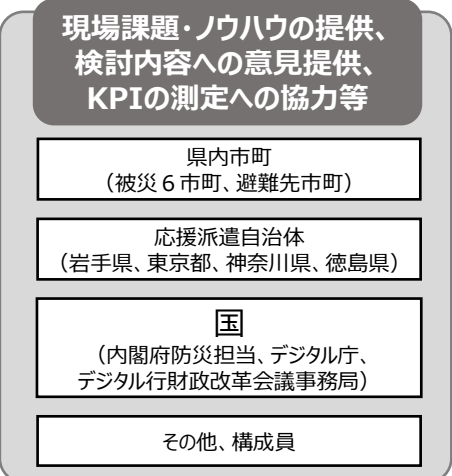 現場課題・ノウハウの提供、
検討内容への意見提供、
KPIの測定への協力等
県内市町
（被災６市町、避難先市町）
応援派遣自治体
（岩手県、東京都、神奈川県、徳島県）
国
（内閣府防災担当、デジタル庁、
デジタル行財政改革会議事務局）
その他、構成員